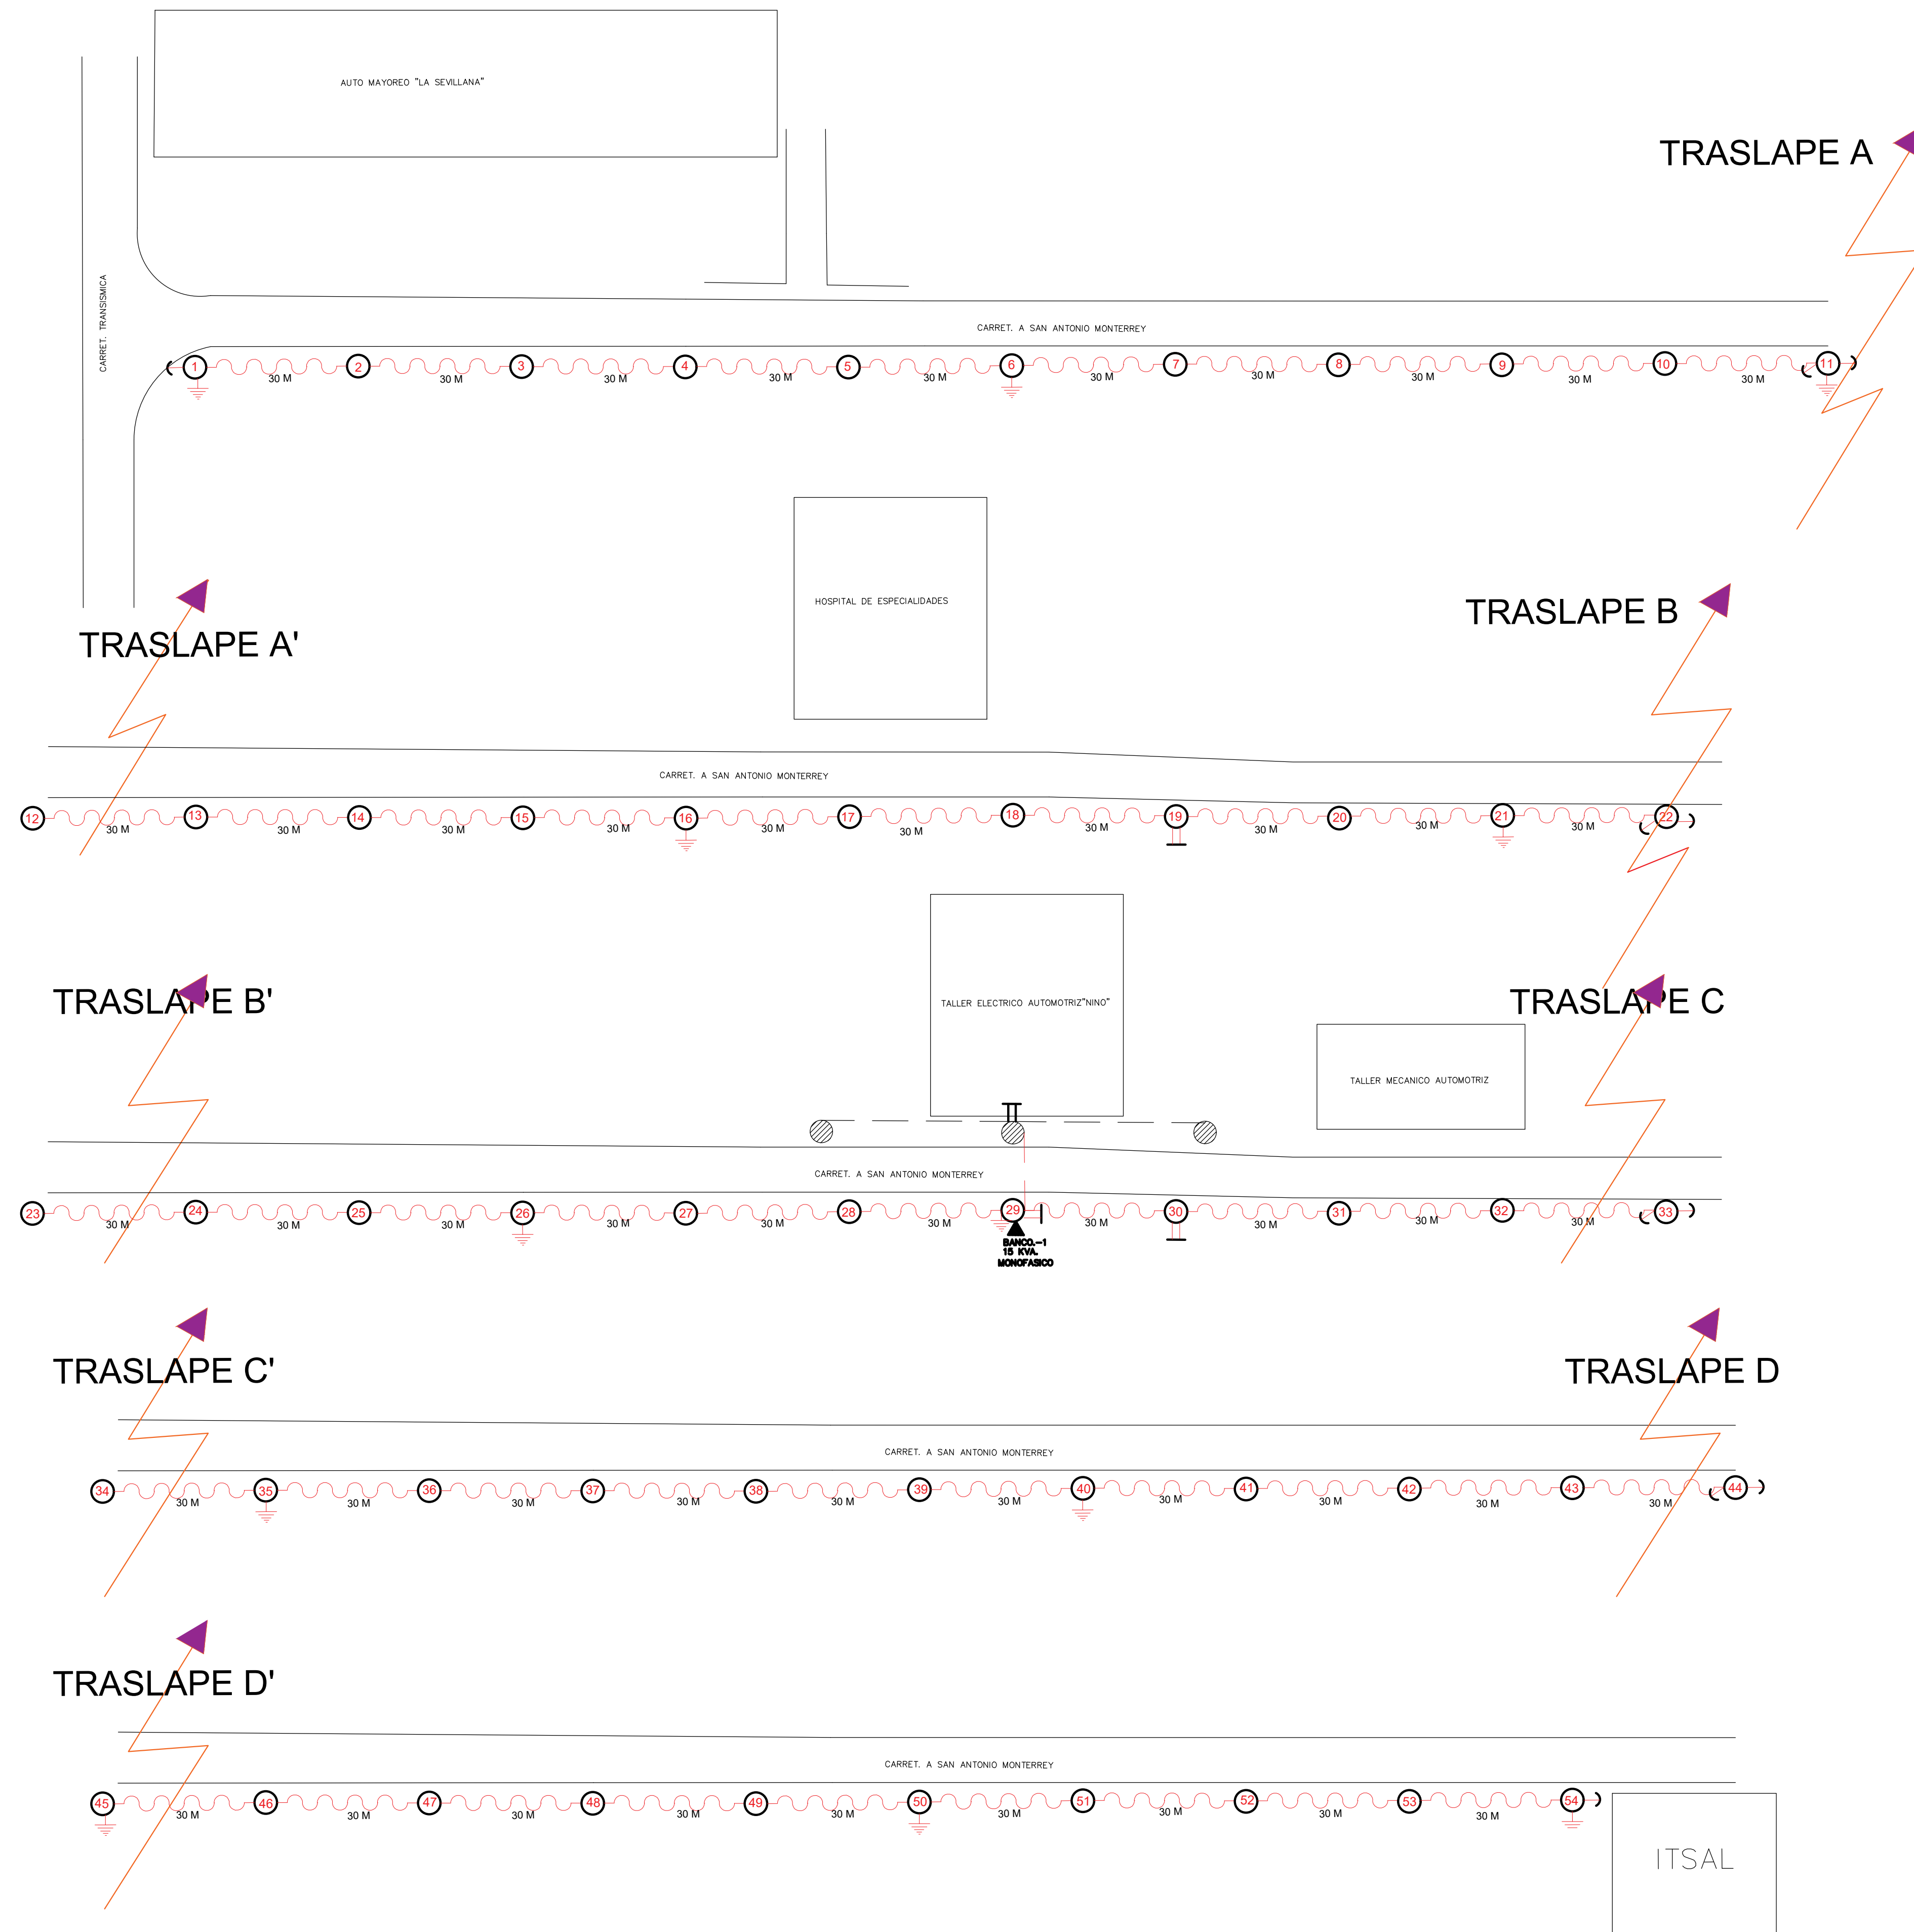 AUTO MAYOREO "LA SEVILLANA"
TRASLAPE A
CARRET. TRANSISMICA
CARRET. A SAN ANTONIO MONTERREY
1 2 3 4 5 6 7 8 9 10 11
30 M 30 M 30 M 30 M 30 M 30 M 30 M 30 M 30 M 30 M
HOSPITAL DE ESPECIALIDADES
TRASLAPE A'
TRASLAPE B
CARRET. A SAN ANTONIO MONTERREY
12 13 14 15 16 17 18 19 20 21 22
30 M 30 M 30 M 30 M 30 M 30 M 30 M 30 M 30 M 30 M
TRASLAPE B'
TALLER ELECTRICO AUTOMOTRIZ"NINO"
TRASLAPE C
TALLER MECANICO AUTOMOTRIZ
CARRET. A SAN ANTONIO MONTERREY
23 24 25 26 27 28 29 30 31 32 33
30 M 30 M 30 M 30 M 30 M 30 M 30 M 30 M 30 M 30 M
BANCO.-1
15 KVA.
MONOFASICO
TRASLAPE C'
TRASLAPE D
CARRET. A SAN ANTONIO MONTERREY
34 35 36 37 38 39 40 41 42 43 44
30 M 30 M 30 M 30 M 30 M 30 M 30 M 30 M 30 M 30 M
TRASLAPE D'
CARRET. A SAN ANTONIO MONTERREY
45 46 47 48 49 50 51 52 53 54
30 M 30 M 30 M 30 M 30 M 30 M 30 M 30 M 30 M
ITSAL